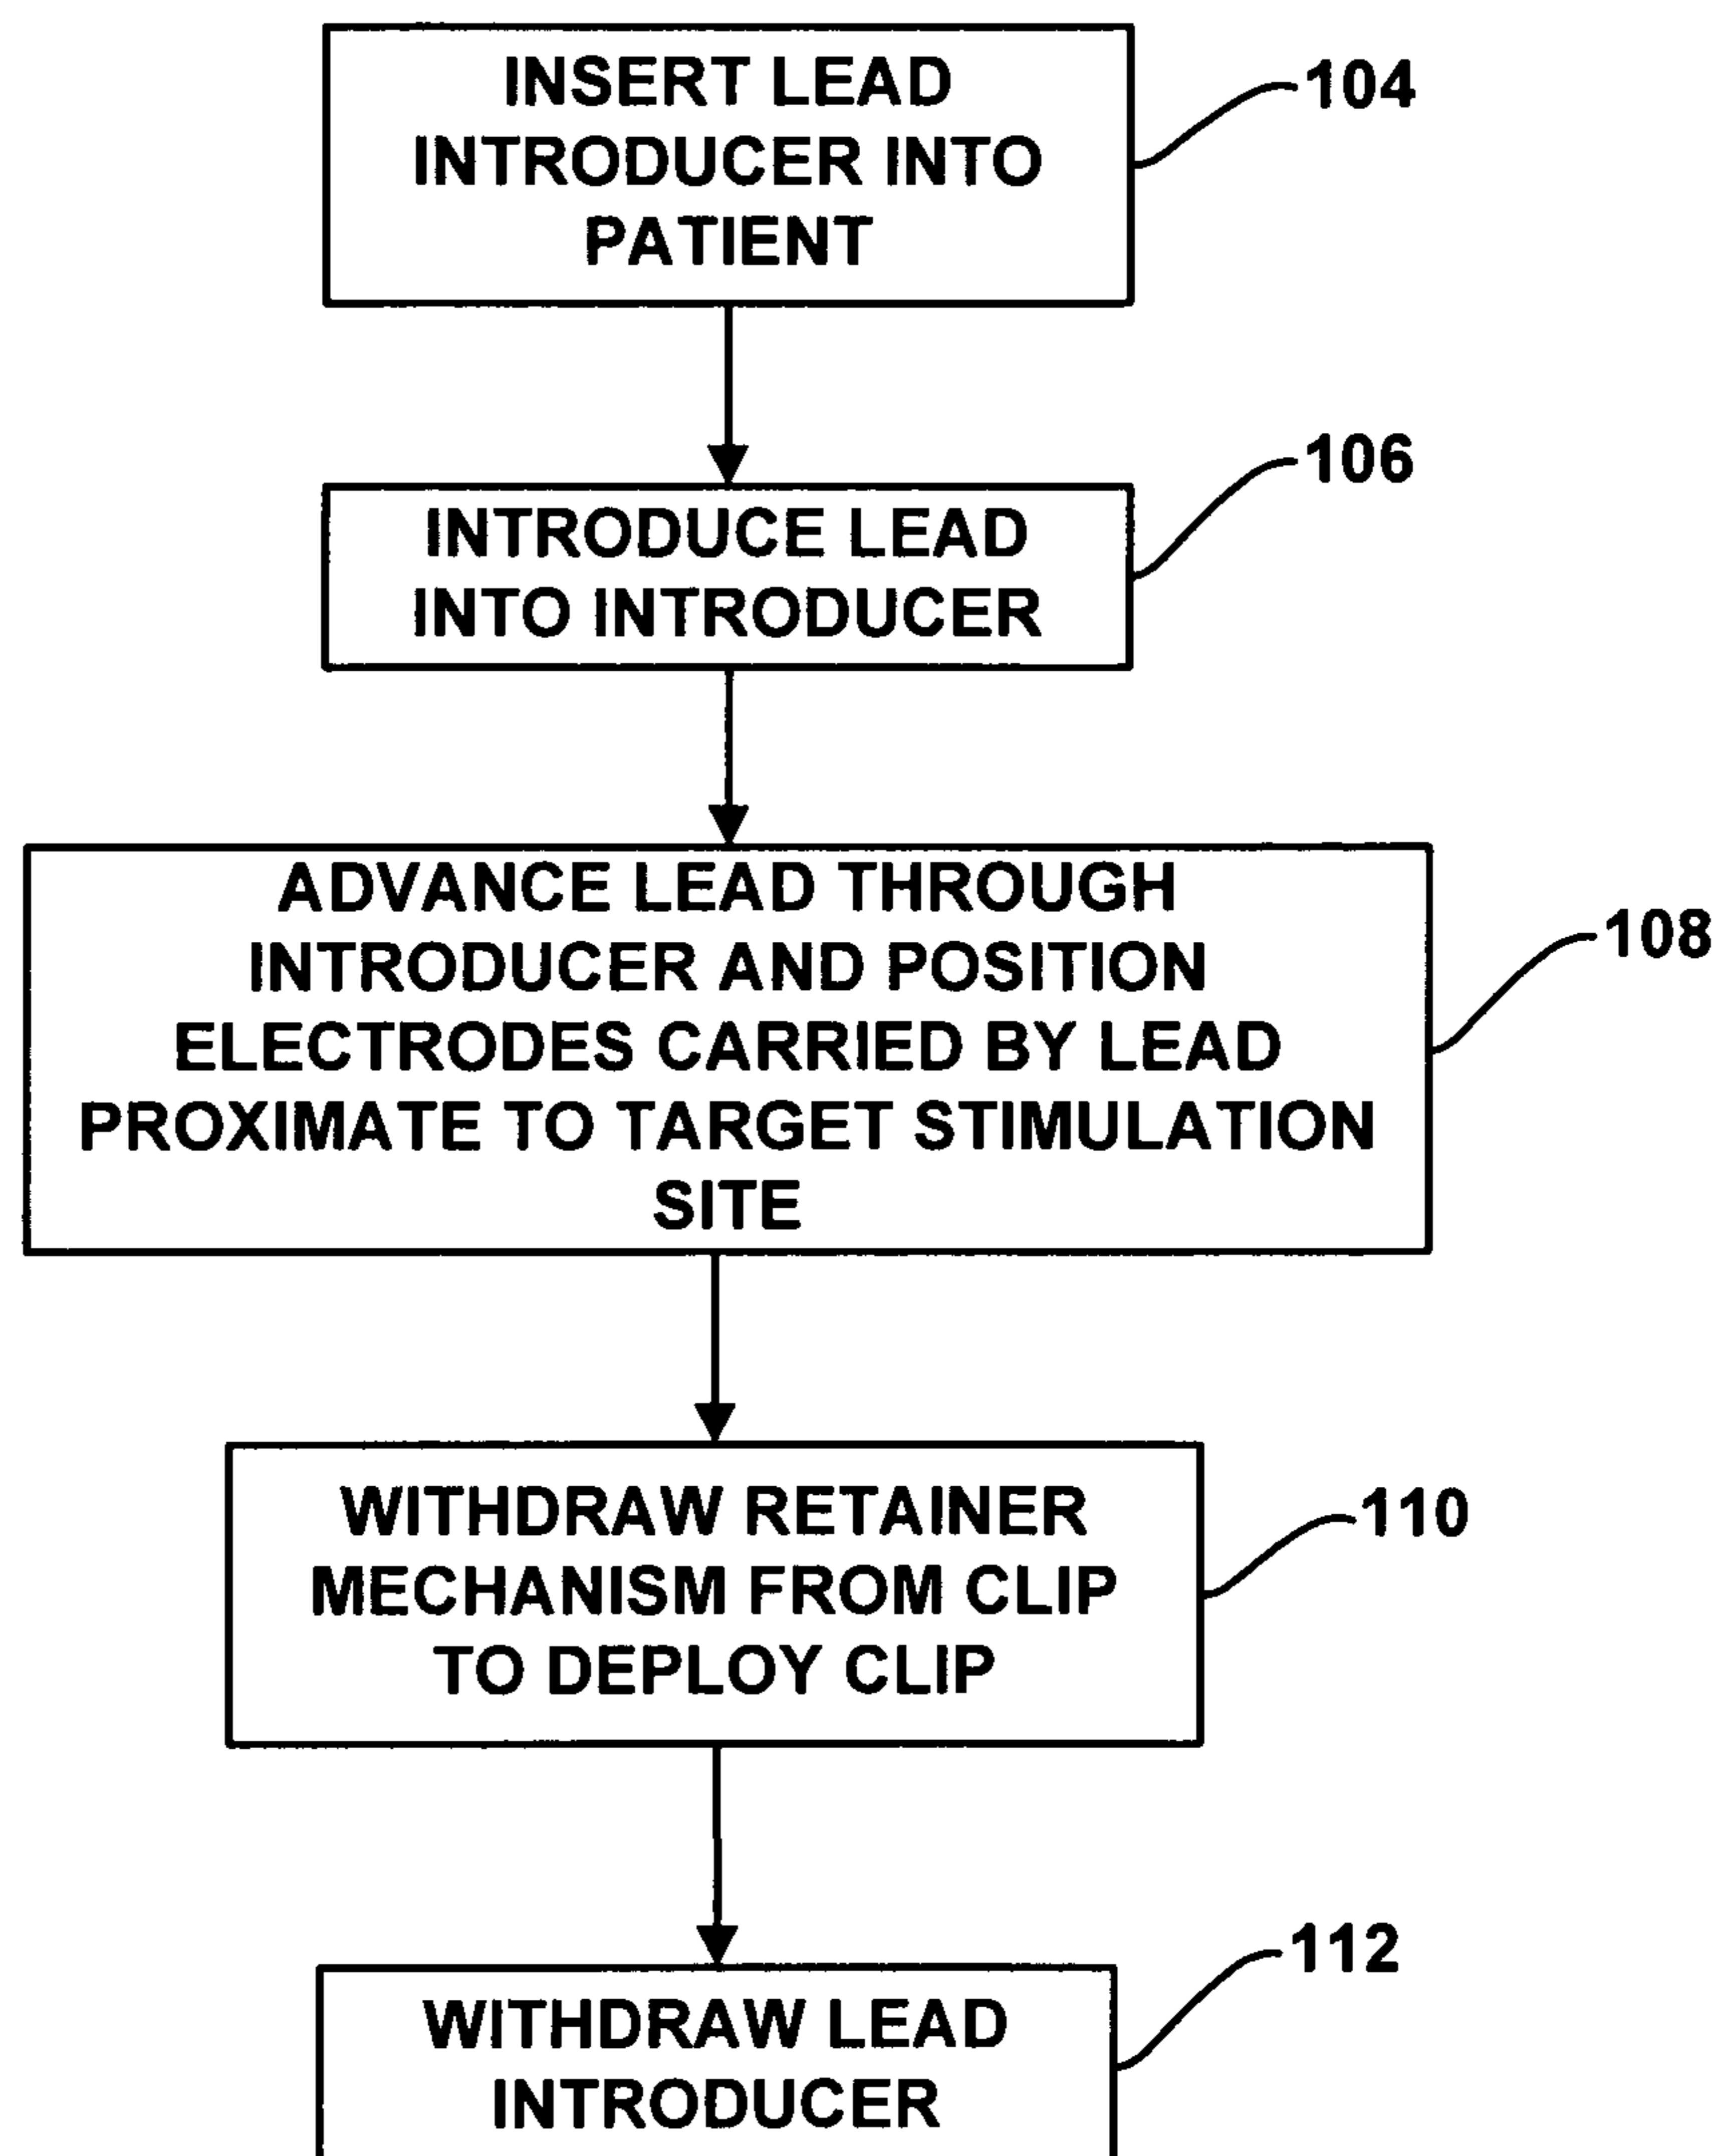 INSERT LEAD
INTRODUCER INTO
PATIENT
104
INTRODUCE LEAD
INTO INTRODUCER
106
ADVANCE LEAD THROUGH
INTRODUCER AND POSITION
ELECTRODES CARRIED BY LEAD
PROXIMATE TO TARGET STIMULATION
SITE
108
WITHDRAW RETAINER
MECHANISM FROM CLIP
TO DEPLOY CLIP
110
WITHDRAW LEAD
INTRODUCER
112